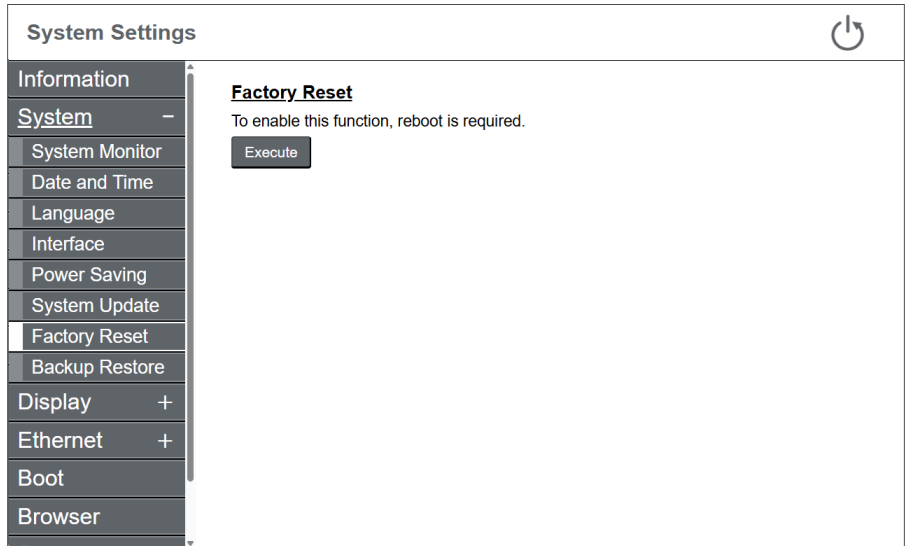 System Settings
Information
System −
System Monitor
Date and Time
Language
Interface
Power Saving
System Update
Factory Reset
Backup Restore
Display +
Ethernet +
Boot
Browser
Factory Reset
To enable this function, reboot is required.
Execute